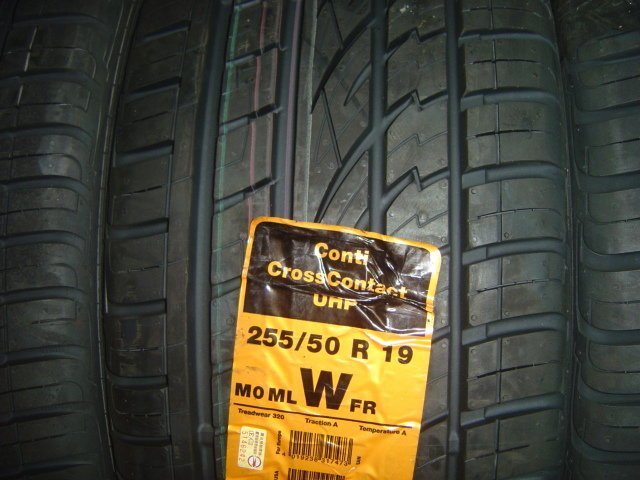 Conti
CrossContact
UHP
255/50 R 19
MO ML W FR
Treadwear 320 Traction A Temperature A